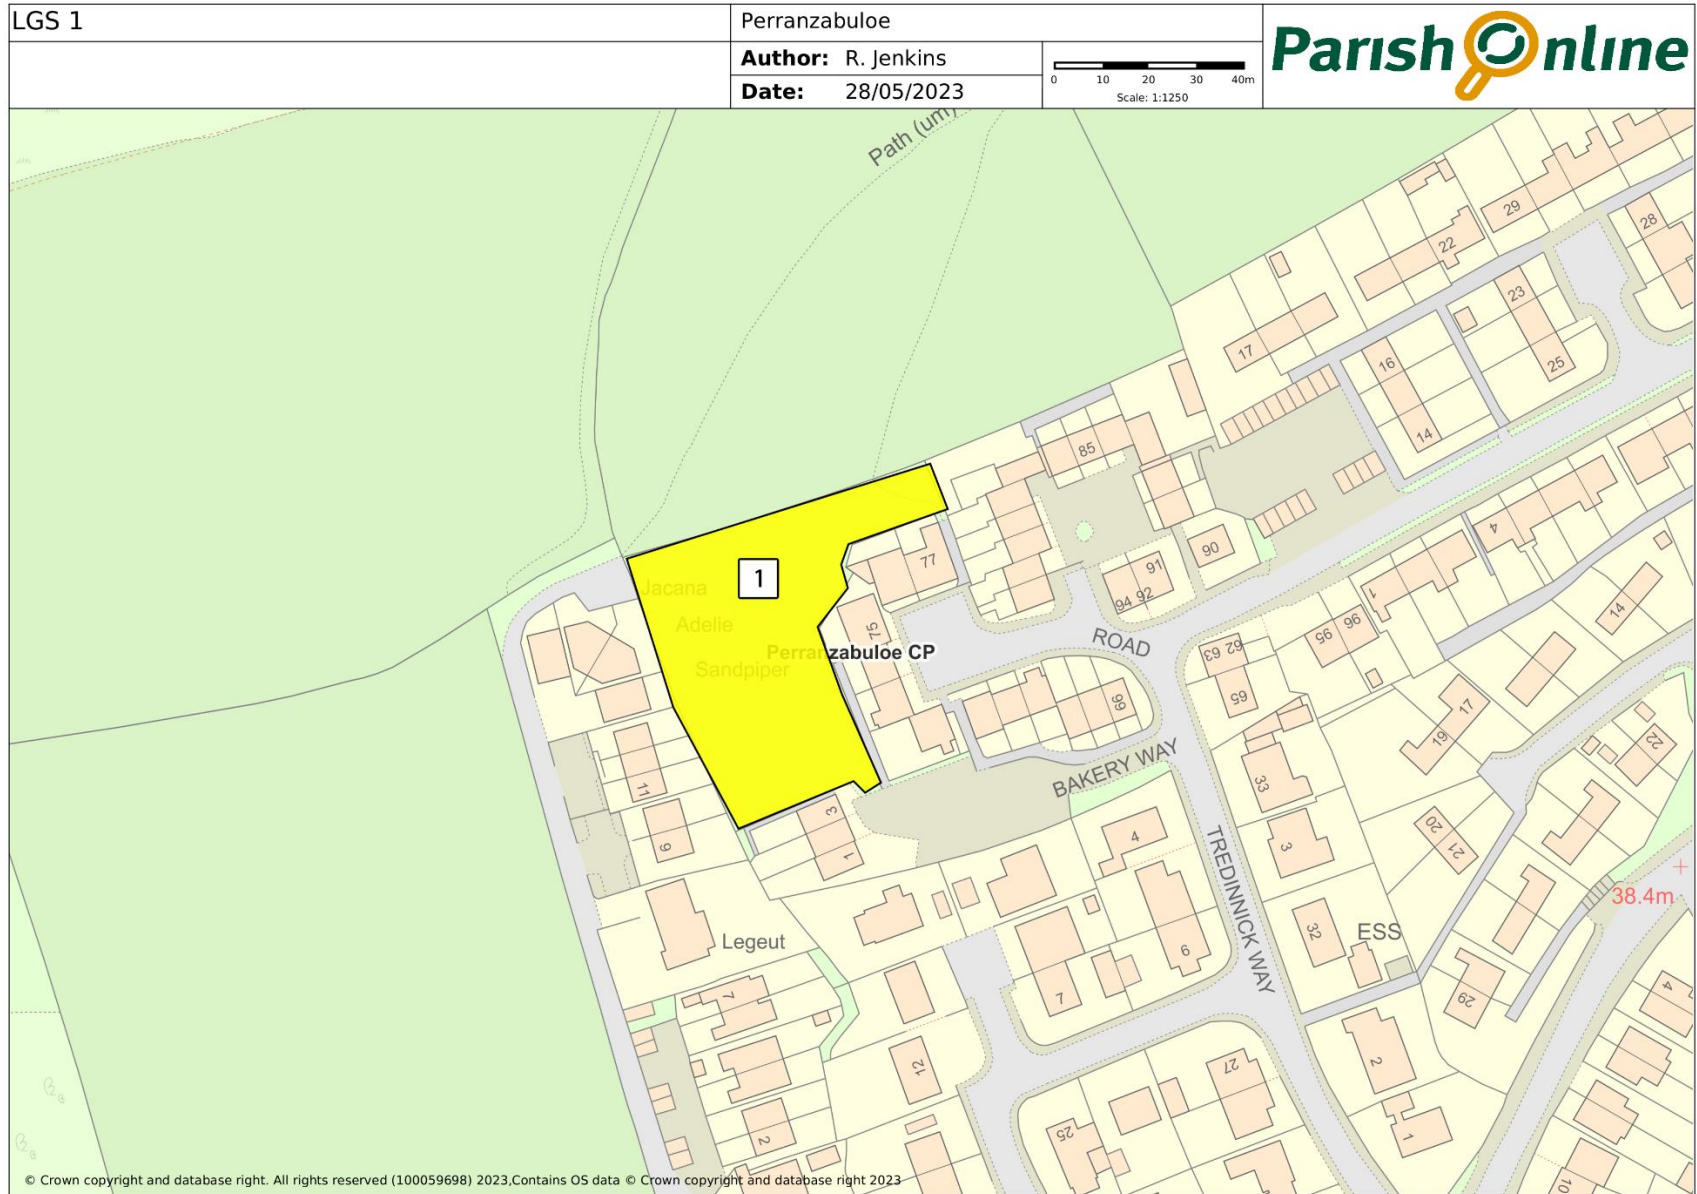 LGS 1
Perranzabuloe
Author: R. Jenkins
Date: 28/05/2023
0 10 20 30 40m
Scale: 1:1250
Parish Online
Path (um)
29
28
22
23
17
16
25
14
85
4
77
90
91
94 92
1
Jacana
14
Adelie
75
ROAD
96
95
Perranzabuloe CP
62 63
Sandpiper
65
66
17
19
22
BAKERY WAY
33
11
3
4
20
21
9
1
3
TREDINNICK WAY
38.4m
32
ESS
Legeut
6
7
29
4
7
12
27
2
2
25
1
10
© Crown copyright and database right. All rights reserved (100059698) 2023,Contains OS data © Crown copyright and database right 2023